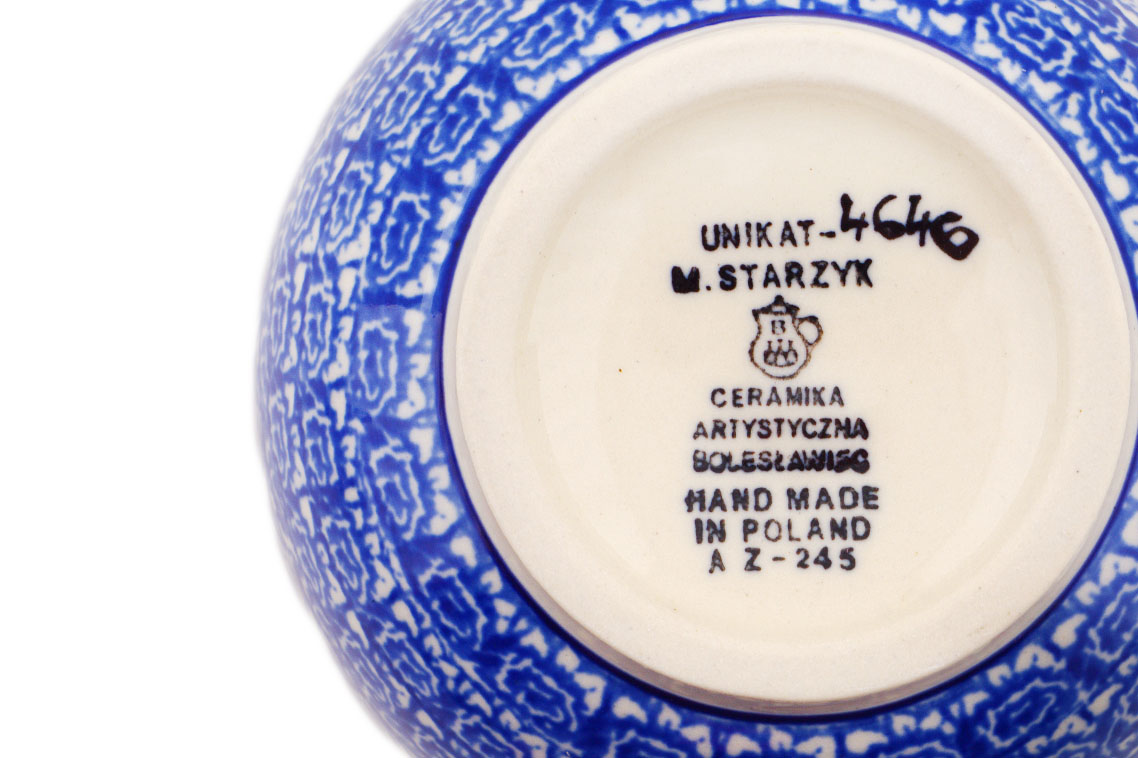 UNIKAT-4646
M. STARZYK
B
CERAMIKA
ARTYSTYCZNA
BOLESŁAWIEC
HAND MADE
IN POLAND
A Z-245